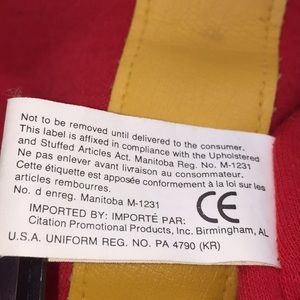 Not to be removed until delivered to the consumer.
This label is affixed in compliance with the Upholstered
and Stuffed Articles Act. Manitoba Reg. No. M-1231
Ne pas enlever avant livraison au consommateur.
Cette étiquette est apposée conformément à la loi sur les
articles rembourres.
No. d enreg. Manitoba M-1231
IMPORTED BY: IMPORTÉ PAR: CE
Citation Promotional Products, Inc. Birmingham, AL
U.S.A. UNIFORM REG. NO. PA 4790 (KR)